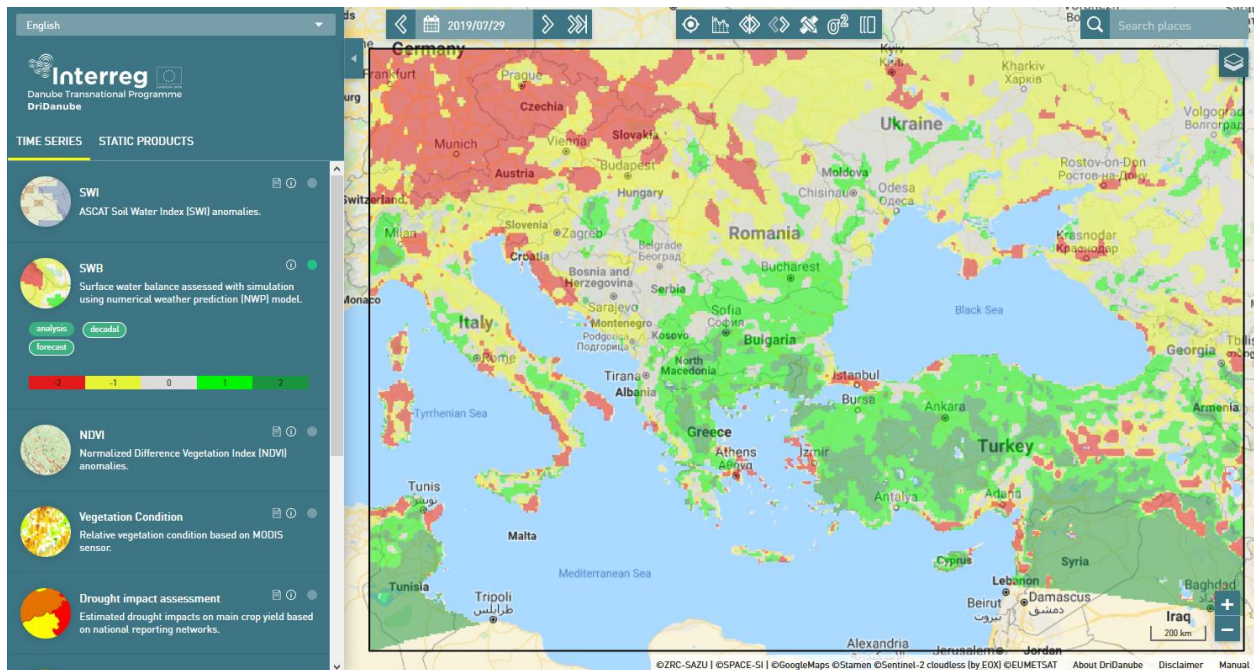 English
Interreg
Danube Transnational Programme
DriDanube
TIME SERIES STATIC PRODUCTS
SWI
ASCAT Soil Water Index (SWI) anomalies.
SWB
Surface water balance assessed with simulation
using numerical weather prediction (NWP) model.
analysis decadal
forecast
-2 -1 0 1 2
NDVI
Normalized Difference Vegetation Index (NDVI)
anomalies.
Vegetation Condition
Relative vegetation condition based on MODIS
sensor.
Drought impact assessment
Estimated drought impacts on main crop yield based
on national reporting networks.
2019/07/29
σ²
Search places
Germany
Frankfurt
Prague
Czechia
Kyiv
Київ
Kharkiv
Харків
Volgograd
Волгоград
Ukraine
Munich
Vienna
Slovakia
Austria
Budapest
Hungary
Moldova
Chisinau
Odesa
Одеса
Rostov-on-Don
Ростов-на-Дону
Switzerland
Milan
Slovenia
Zagreb
Croatia
Belgrade
Београд
Romania
Krasnodar
Краснодар
Bosnia and
Herzegovina
Serbia
Bucharest
Monaco
Sarajevo
Italy
Montenegro
Podgorica
Подгорица
Kosovo
Sofia
София
Bulgaria
Black Sea
Georgia
Rome
North
Macedonia
Tirana
Albania
Istanbul
Bursa
Ankara
Armenia
Tyrrhenian Sea
Greece
Turkey
Athens
Αθήνα
Izmir
Antalya
Adana
Tunis
تونس
Malta
Cyprus
Syria
Mediterranean Sea
Tunisia
Lebanon
Baghdad
Tripoli
طرابلس
Beirut
بيروت
Damascus
دمشق
Iraq
200 km
+
−
Alexandria
Jerusalem
Jordan
©ZRC-SAZU | ©SPACE-SI | ©GoogleMaps ©Stamen ©Sentinel-2 cloudless (by EOX) ©EUMETSAT About DriDanube Disclaimer Manual